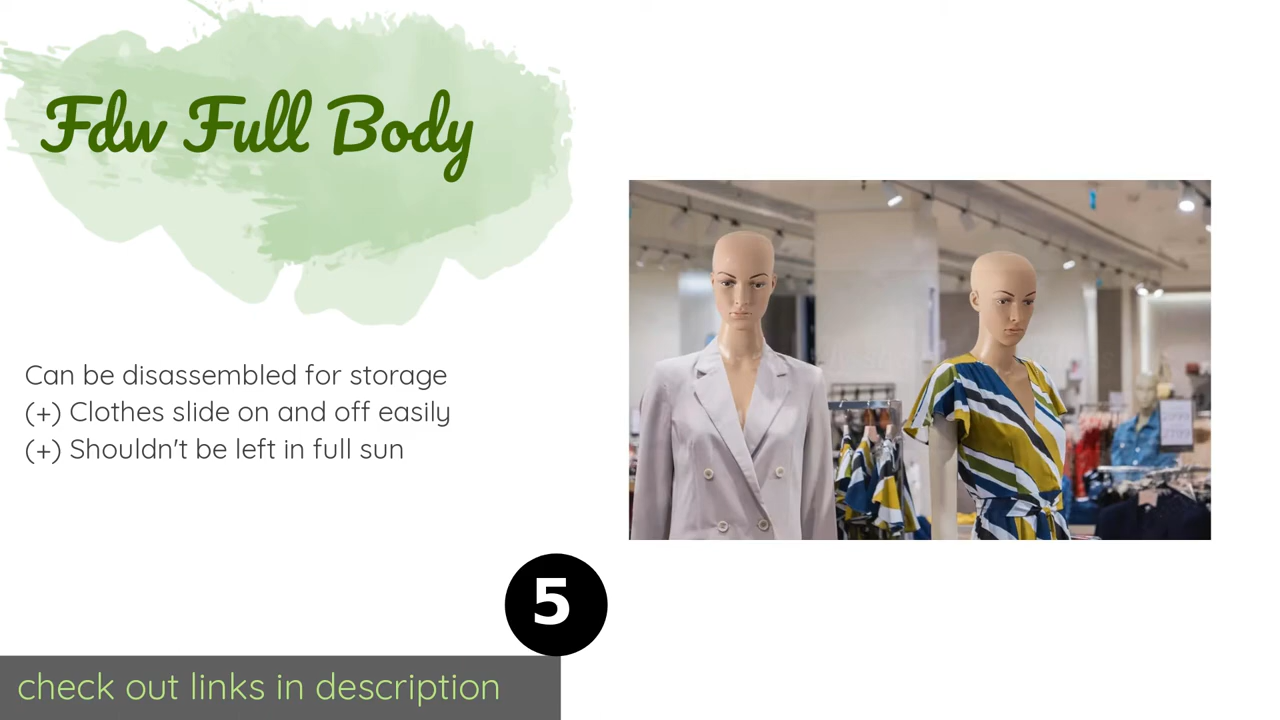 Fdw Full Body
Can be disassembled for storage
(+) Clothes slide on and off easily
(+) Shouldn't be left in full sun
5
check out links in description